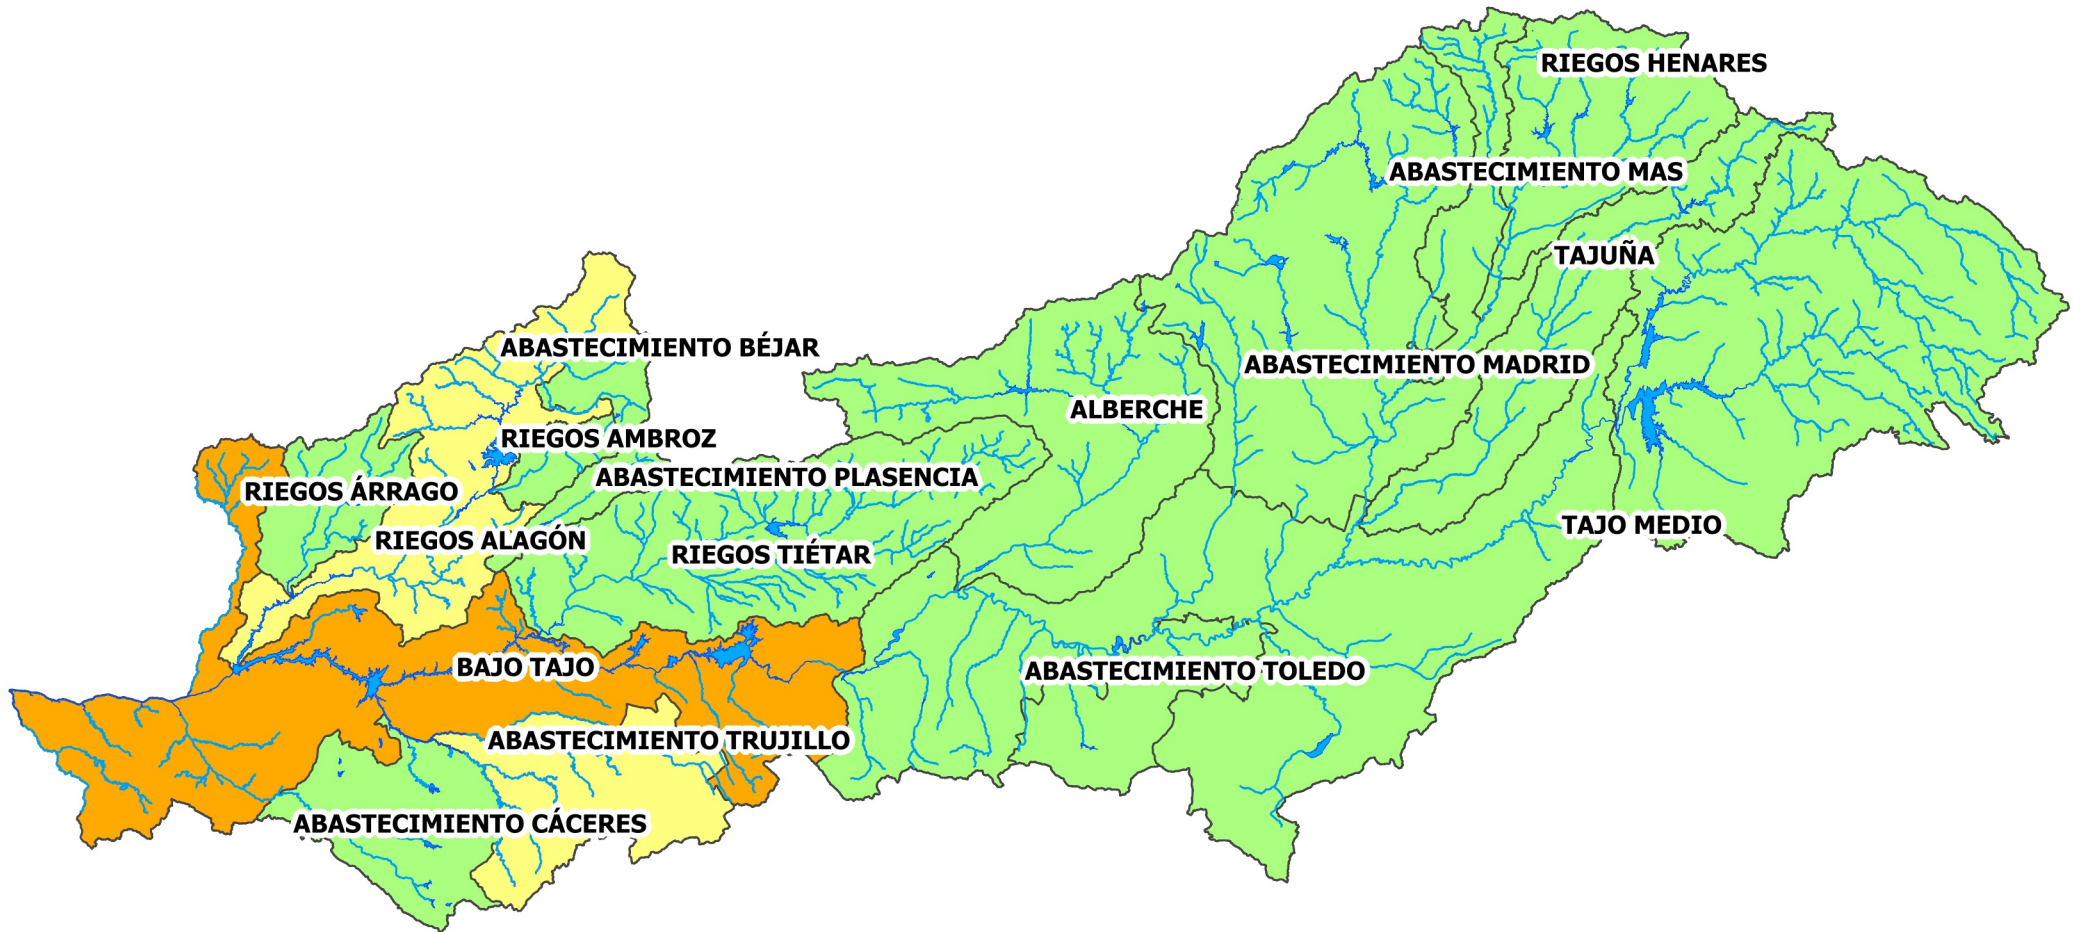 RIEGOS HENARES
ABASTECIMIENTO MAS
TAJUÑA
ABASTECIMIENTO BÉJAR
ABASTECIMIENTO MADRID
ALBERCHE
RIEGOS AMBROZ
ABASTECIMIENTO PLASENCIA
RIEGOS ÁRRAGO
TAJO MEDIO
RIEGOS ALAGÓN
RIEGOS TIÉTAR
BAJO TAJO
ABASTECIMIENTO TOLEDO
ABASTECIMIENTO TRUJILLO
ABASTECIMIENTO CÁCERES